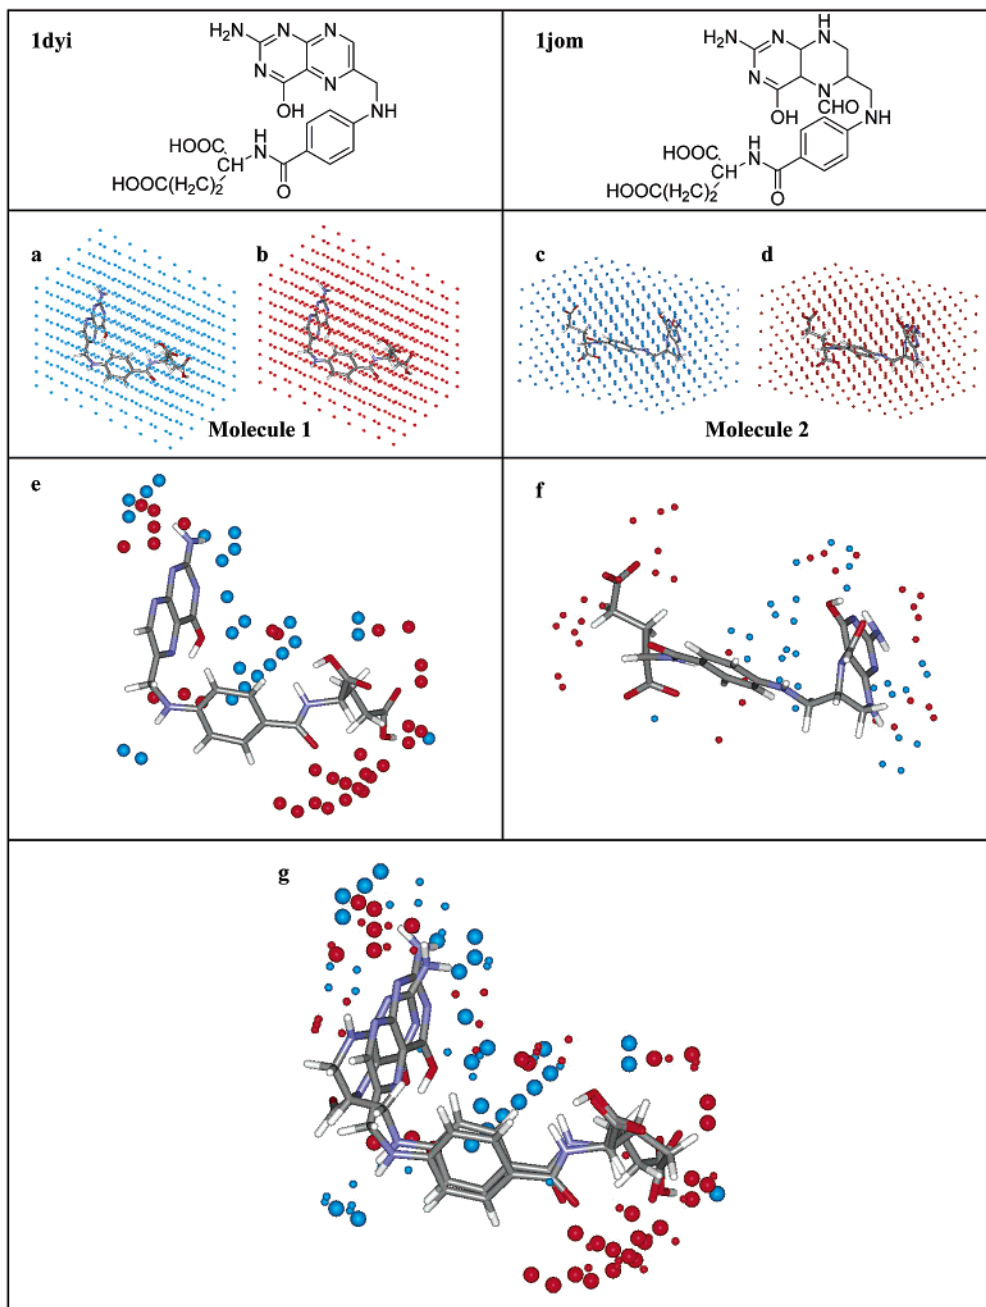 1dyi
H₂N
N
N
N
N
OH
N
NH
HOOC
H
N
HOOC(H₂C)₂
CH
O
1jom
H
N
H₂N
N
N
N
OH
CHO
NH
HOOC
H
N
HOOC(H₂C)₂
CH
O
a
b
Molecule 1
c
d
Molecule 2
e
f
g